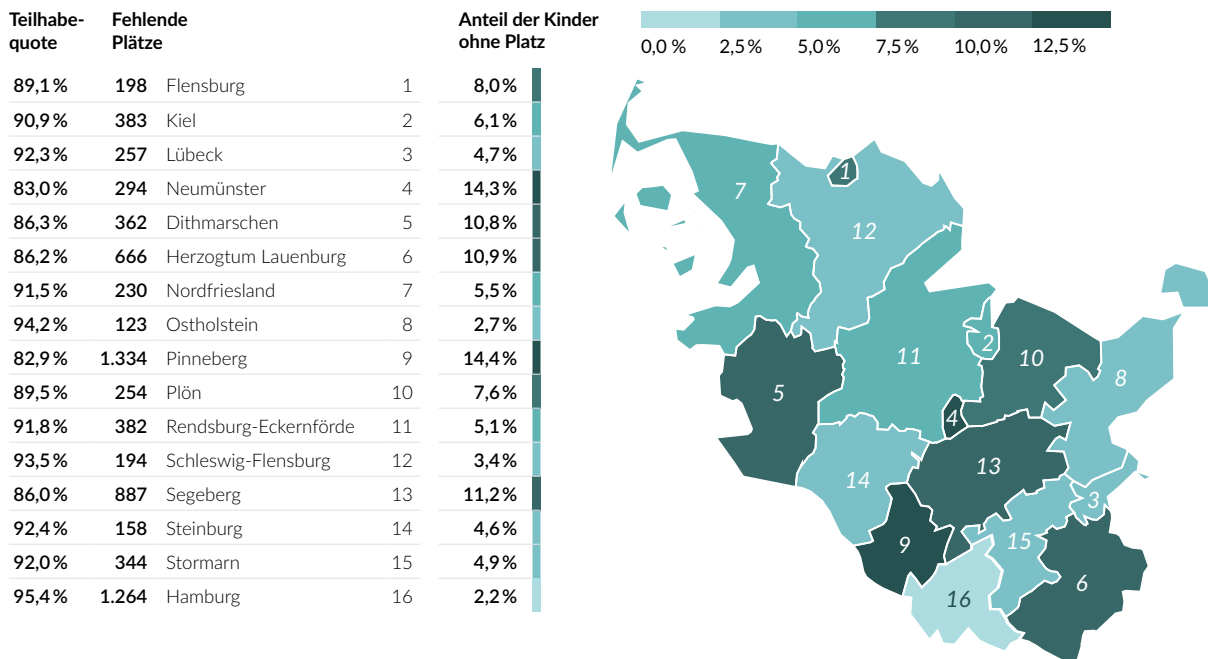 Teilhabe-
quote
Fehlende
Plätze
Anteil der Kinder
ohne Platz
89,1 % 198 Flensburg 1 8,0 %
90,9 % 383 Kiel 2 6,1 %
92,3 % 257 Lübeck 3 4,7 %
83,0 % 294 Neumünster 4 14,3 %
86,3 % 362 Dithmarschen 5 10,8 %
86,2 % 666 Herzogtum Lauenburg 6 10,9 %
91,5 % 230 Nordfriesland 7 5,5 %
94,2 % 123 Ostholstein 8 2,7 %
82,9 % 1.334 Pinneberg 9 14,4 %
89,5 % 254 Plön 10 7,6 %
91,8 % 382 Rendsburg-Eckernförde 11 5,1 %
93,5 % 194 Schleswig-Flensburg 12 3,4 %
86,0 % 887 Segeberg 13 11,2 %
92,4 % 158 Steinburg 14 4,6 %
92,0 % 344 Stormarn 15 4,9 %
95,4 % 1.264 Hamburg 16 2,2 %
0,0 % 2,5 % 5,0 % 7,5 % 10,0 % 12,5 %
1
7
12
2
11
10
8
5
4
13
14
3
9
15
6
16